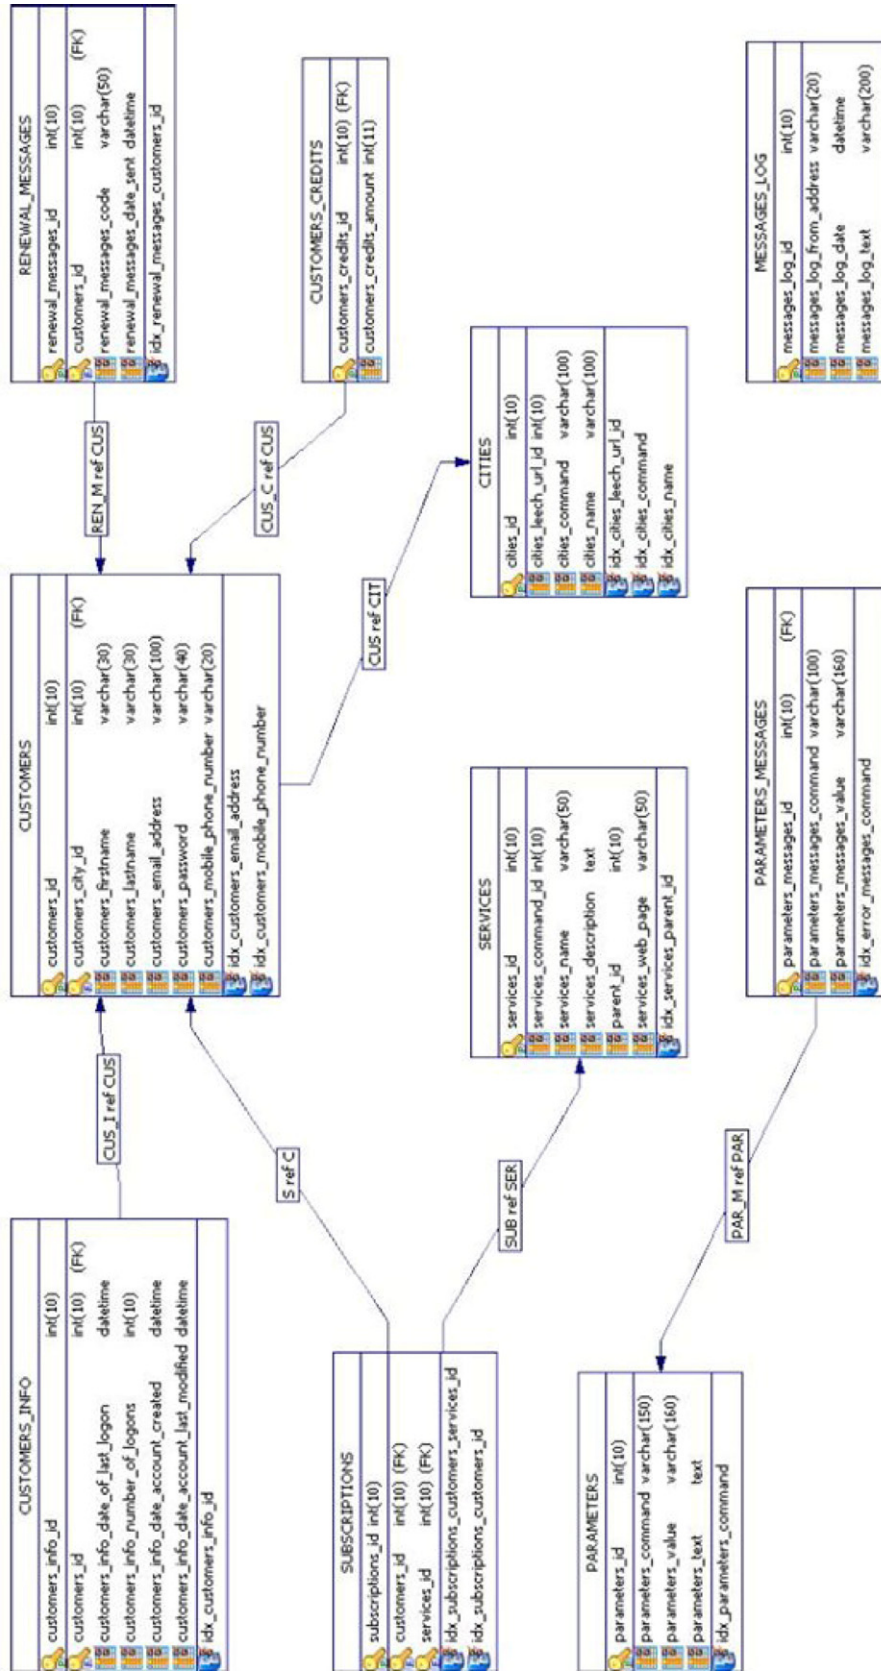 CUSTOMERS_INFO
customers_info_id int(10)
customers_id int(10) (FK)
customers_info_date_of_last_logon datetime
customers_info_number_of_logons int(10)
customers_info_date_account_created datetime
customers_info_date_account_last_modified datetime
idx_customers_info_id
CUS_I ref CUS
CUSTOMERS
customers_id int(10)
customers_city_id int(10) (FK)
customers_firstname varchar(30)
customers_lastname varchar(30)
customers_email_address varchar(100)
customers_password varchar(40)
customers_mobile_phone_number varchar(20)
idx_customers_email_address
idx_customers_mobile_phone_number
REN_M ref CUS
RENEWAL_MESSAGES
renewal_messages_id int(10)
customers_id int(10) (FK)
renewal_messages_code varchar(50)
renewal_messages_date_sent datetime
idx_renewal_messages_customers_id
S ref C
CUS_C ref CUS
CUSTOMERS_CREDITS
customers_credits_id int(10) (FK)
customers_credits_amount int(11)
SUBSCRIPTIONS
subscriptions_id int(10)
customers_id int(10) (FK)
services_id int(10) (FK)
idx_subscriptions_customers_services_id
idx_subscriptions_customers_id
SUB ref SER
CUS ref CIT
SERVICES
services_id int(10)
services_command_id int(10)
services_name varchar(50)
services_description text
parent_id int(10)
services_web_page varchar(50)
idx_services_parent_id
CITIES
cities_id int(10)
cities_leech_url_id int(10)
cities_command varchar(100)
cities_name varchar(100)
idx_cities_leech_url_id
idx_cities_command
idx_cities_name
PARAMETERS
parameters_id int(10)
parameters_command varchar(150)
parameters_value varchar(160)
parameters_text text
idx_parameters_command
PAR_M ref PAR
PARAMETERS_MESSAGES
parameters_messages_id int(10) (FK)
parameters_messages_command varchar(100)
parameters_messages_value varchar(160)
idx_error_messages_command
MESSAGES_LOG
messages_log_id int(10)
messages_log_from_address varchar(20)
messages_log_date datetime
messages_log_text varchar(200)